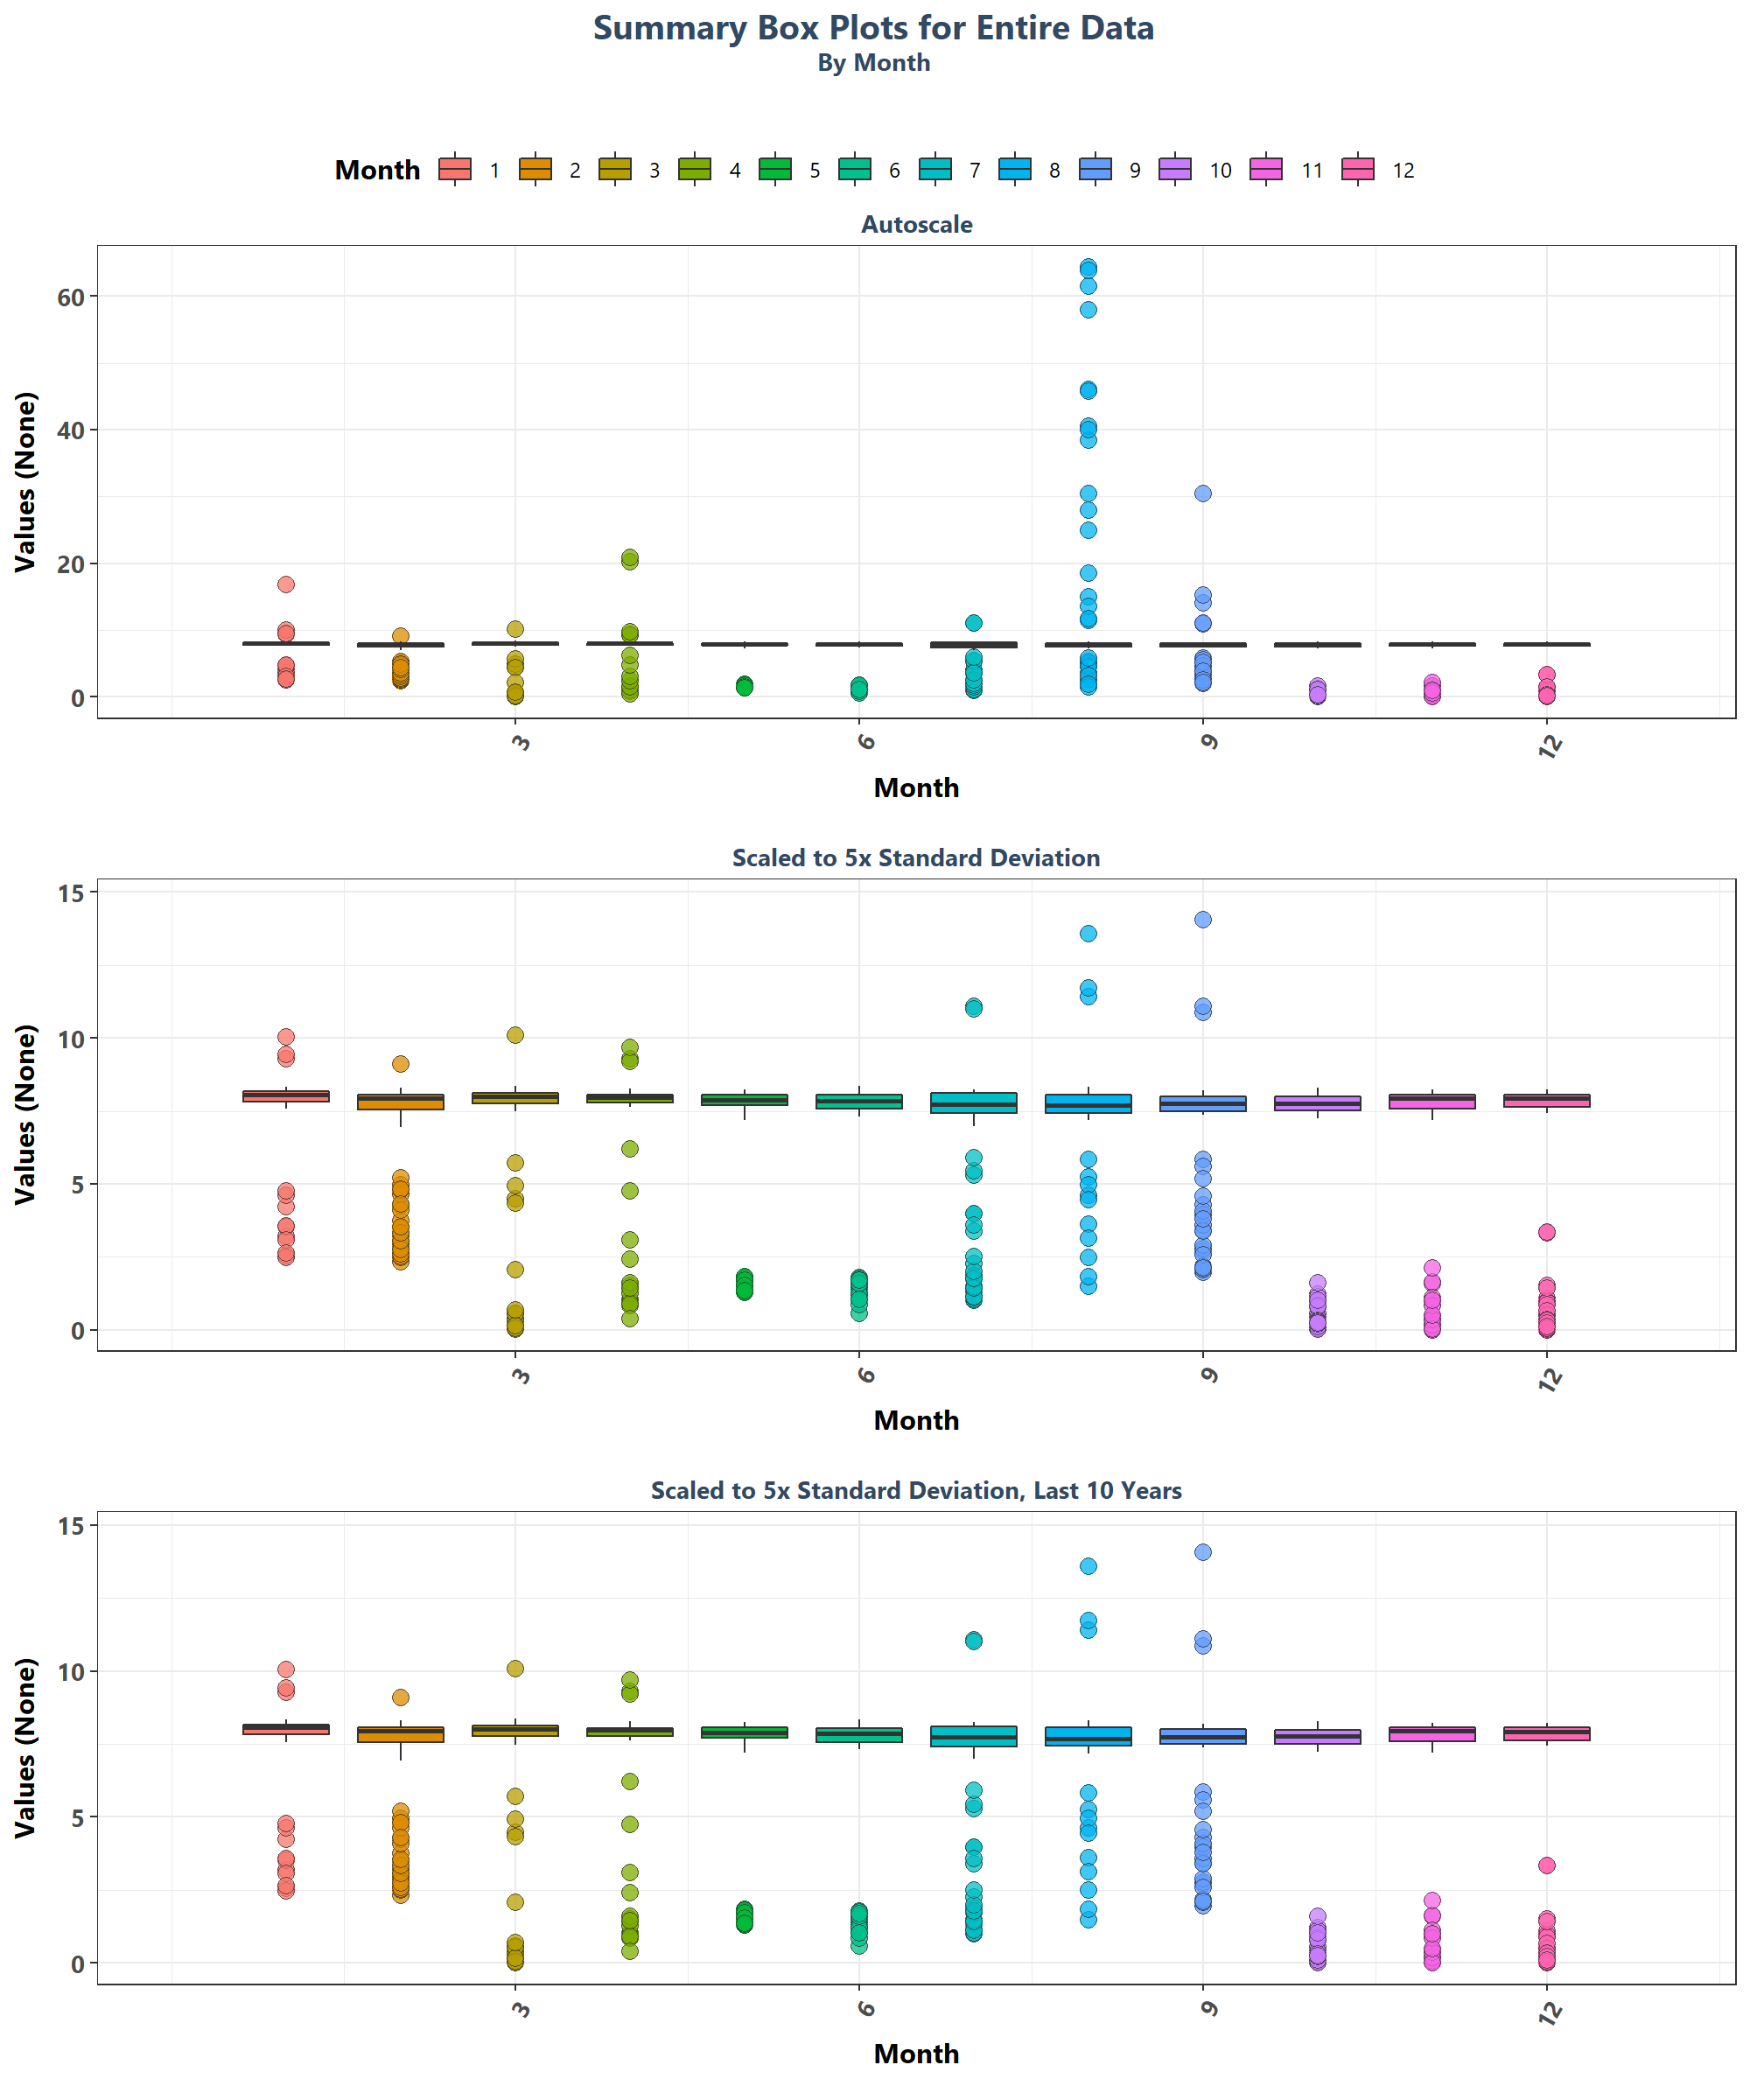 Summary Box Plots for Entire Data
By Month
Month 1 2 3 4 5 6 7 8 9 10 11 12
Autoscale
Values (None)
60
40
20
0
3 6 9 12
Month
Scaled to 5x Standard Deviation
Values (None)
15
10
5
0
3 6 9 12
Month
Scaled to 5x Standard Deviation, Last 10 Years
Values (None)
15
10
5
0
3 6 9 12
Month